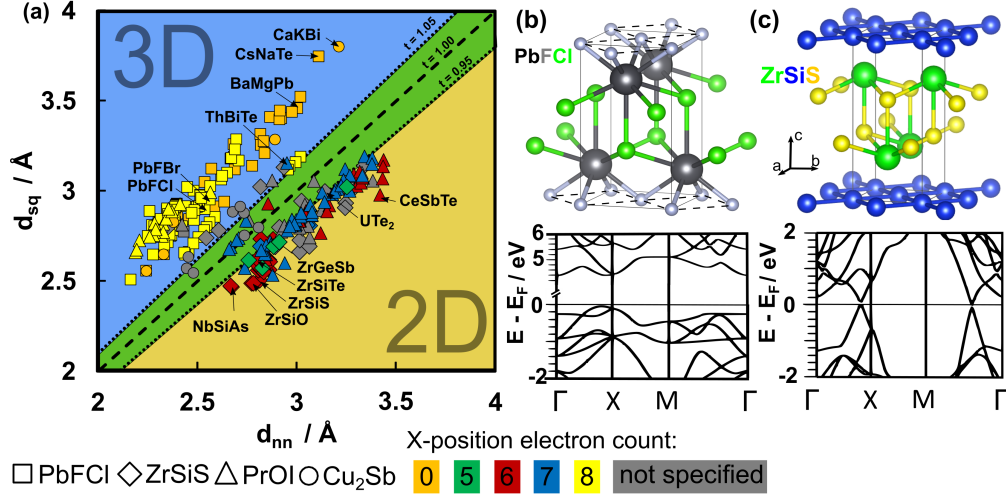 (a)
3D
2D
t = 1.05
t = 1.00
t = 0.95
CaKBi
CsNaTe
BaMgPb
ThBiTe
PbFBr
PbFCl
CeSbTe
UTe2
ZrGeSb
ZrSiTe
ZrSiS
ZrSiO
NbSiAs
4
3.5
3
2.5
2
dsq / Å
2 2.5 3 3.5 4
dnn / Å
(b)
PbFCl
E - EF / eV
6
5
0
-2
Γ X M Γ
(c)
ZrSiS
c
a b
E - EF / eV
2
0
-2
Γ X M Γ
X-position electron count:
PbFCl ZrSiS PrOI Cu2Sb 0 5 6 7 8 not specified